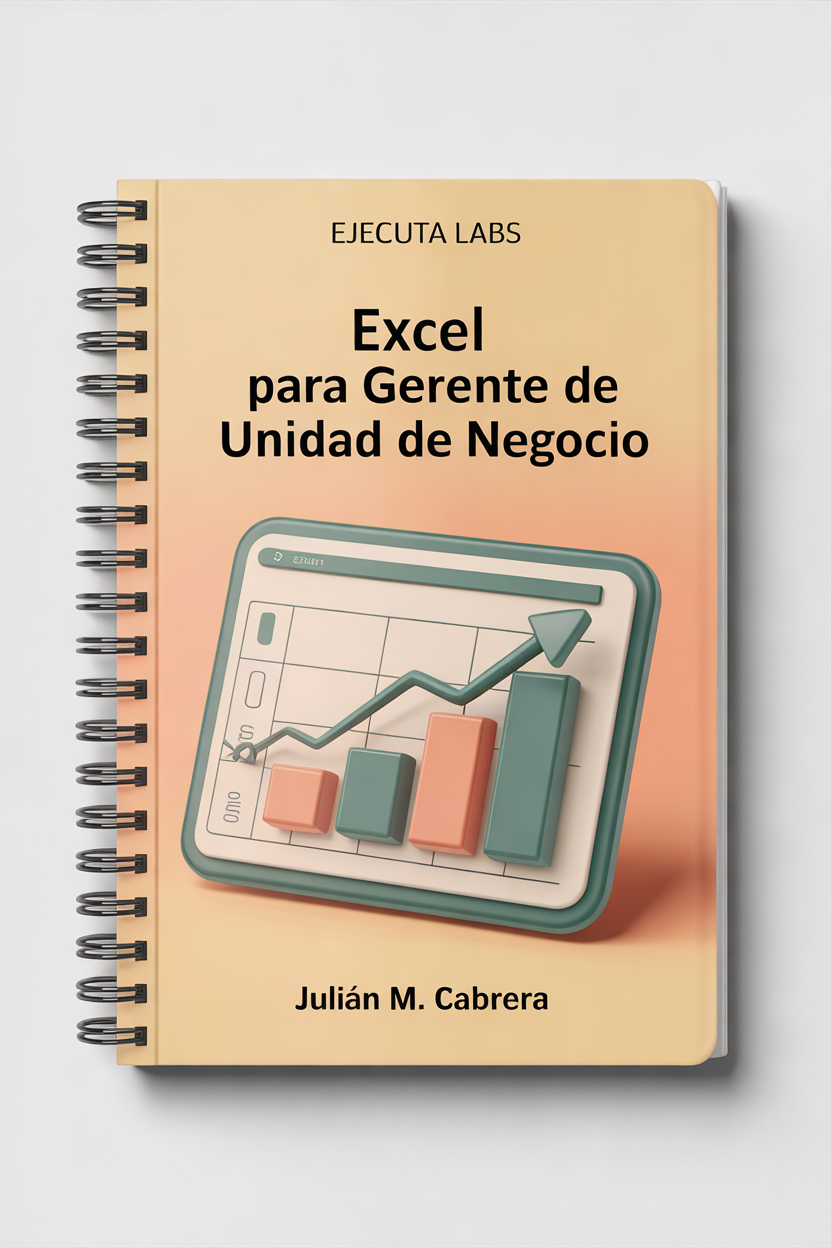 EJECUTA LABS
Excel
para Gerente de
Unidad de Negocio
Julián M. Cabrera